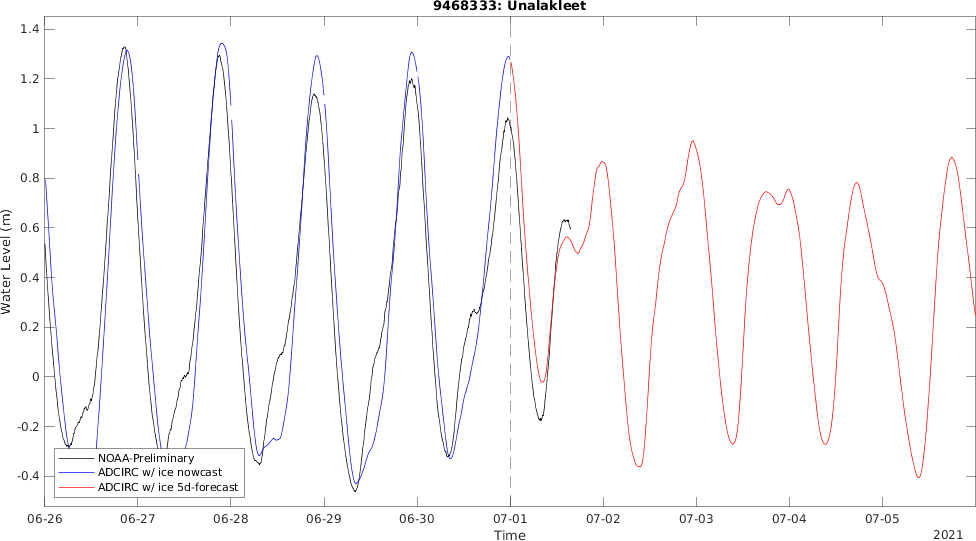 9468333: Unalakleet
1.4
1.2
1
0.8
0.6
0.4
0.2
0
-0.2
-0.4
Water Level (m)
NOAA-Preliminary
ADCIRC w/ ice nowcast
ADCIRC w/ ice 5d-forecast
06-26 06-27 06-28 06-29 06-30 07-01 07-02 07-03 07-04 07-05
Time
2021